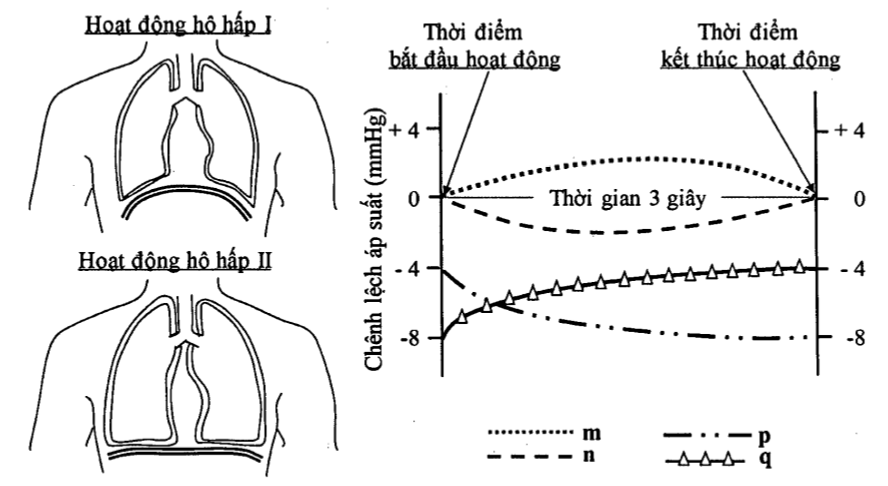 Hoạt động hô hấp I
Hoạt động hô hấp II
Thời điểm
bắt đầu hoạt động
Thời điểm
kết thúc hoạt động
Chênh lệch áp suất (mmHg)
+ 4
0
- 4
-8
Thời gian 3 giây
+ 4
0
- 4
-8
m
n
p
q